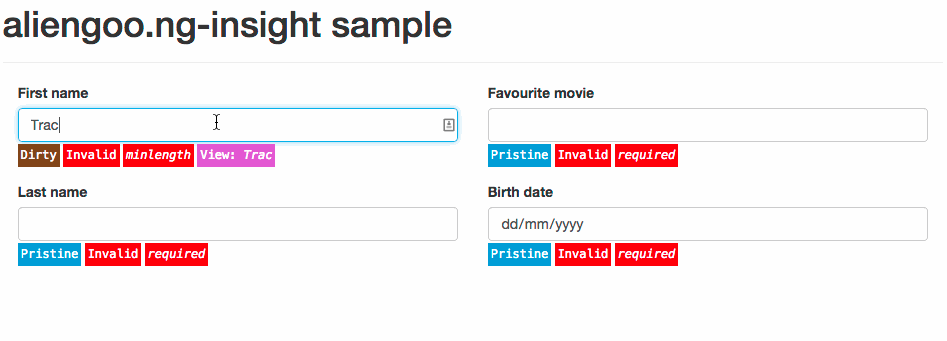 aliengoo.ng-insight sample
First name
Trac
Dirty Invalid minlength View: Trac
Favourite movie
Pristine Invalid required
Last name
Pristine Invalid required
Birth date
dd/mm/yyyy
Pristine Invalid required